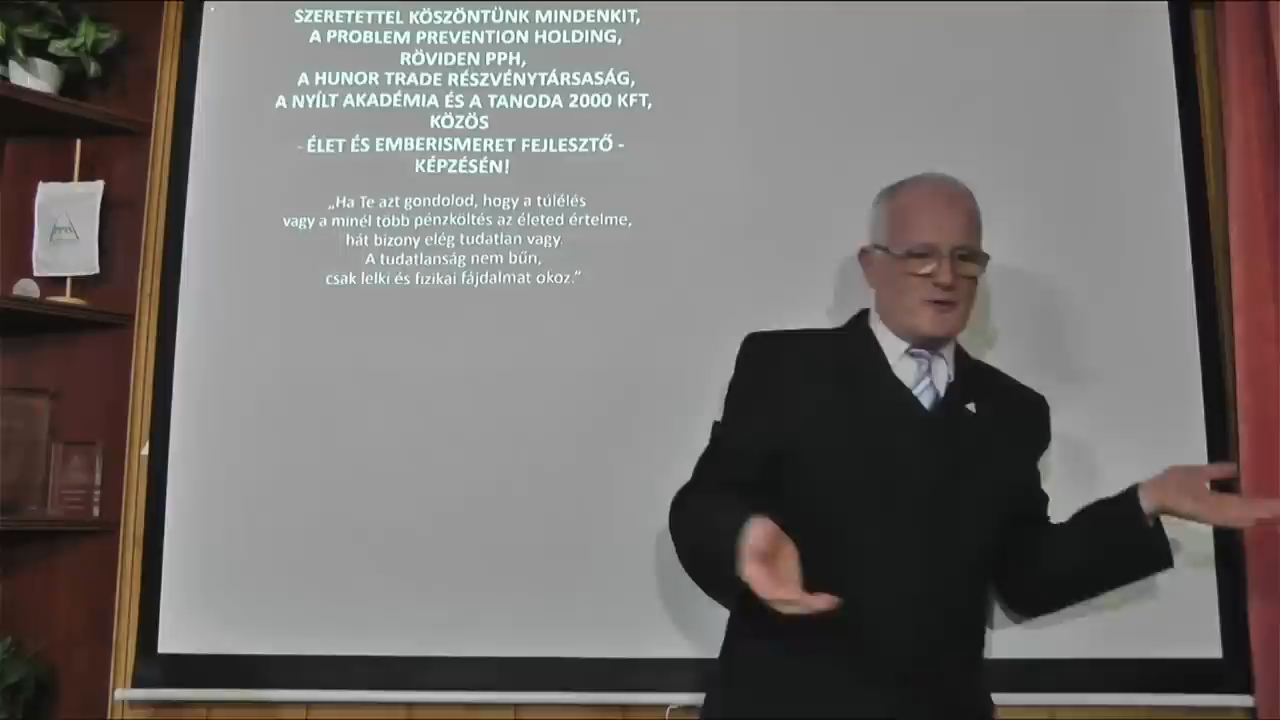 SZERETETTEL KÖSZÖNTÜNK MINDENKIT,
A PROBLEM PREVENTION HOLDING,
RÖVIDEN PPH,
A HUNOR TRADE RÉSZVÉNYTÁRSASÁG,
A NYÍLT AKADÉMIA ÉS A TANODA 2000 KFT,
KÖZÖS
- ÉLET ÉS EMBERISMERET FEJLESZTŐ -
KÉPZÉSÉN!
„Ha Te azt gondolod, hogy a túlélés
vagy a minél több pénzköltés az életed értelme,
hát bizony elég tudatlan vagy.
A tudatlanság nem bűn,
csak lelki és fizikai fájdalmat okoz.”